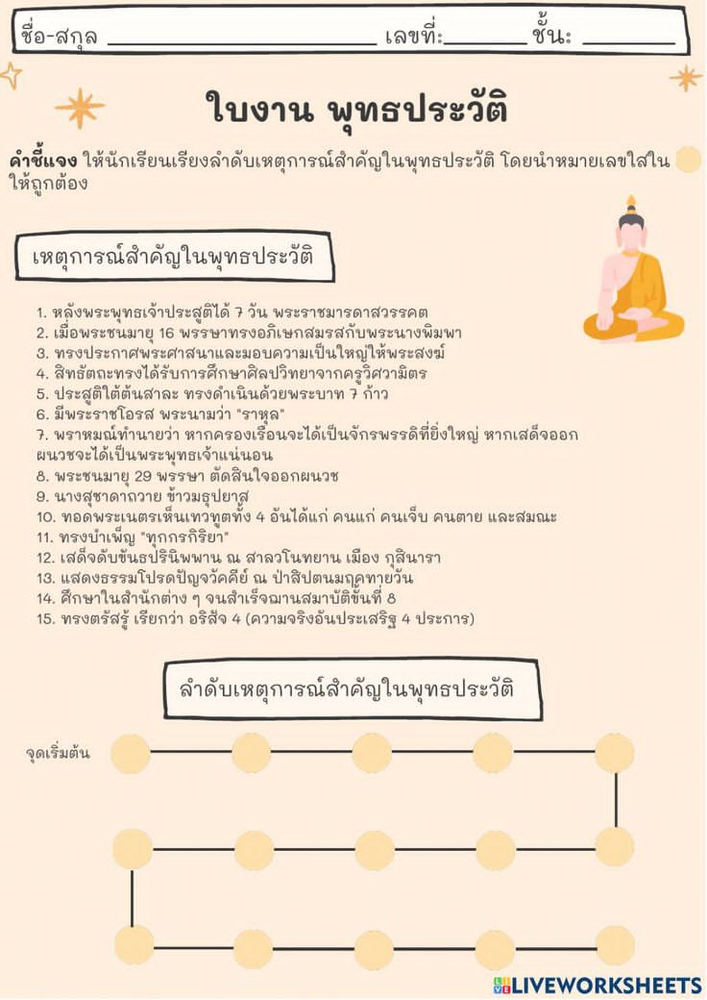 ชื่อ-สกุล เลขที่: ชั้น:
ใบงาน พุทธประวัติ
คำชี้แจง ให้นักเรียนเรียงลำดับเหตุการณ์สำคัญในพุทธประวัติ โดยนำหมายเลขใส่ใน
ให้ถูกต้อง
เหตุการณ์สำคัญในพุทธประวัติ
1. หลังพระพุทธเจ้าประสูติได้ 7 วัน พระราชมารดาสวรรคต
2. เมื่อพระชนมายุ 16 พรรษาทรงอภิเษกสมรสกับพระนางพิมพา
3. ทรงประกาศพระศาสนาและมอบความเป็นใหญ่ให้พระสงฆ์
4. สิทธัตถะทรงได้รับการศึกษาศิลปวิทยาจากครูวิศวามิตร
5. ประสูติใต้ต้นสาละ ทรงดำเนินด้วยพระบาท 7 ก้าว
6. มีพระราชโอรส พระนามว่า "ราหุล"
7. พราหมณ์ทำนายว่า หากครองเรือนจะได้เป็นจักรพรรดิที่ยิ่งใหญ่ หากเสด็จออก
ผนวชจะได้เป็นพระพุทธเจ้าแน่นอน
8. พระชนมายุ 29 พรรษา ตัดสินใจออกผนวช
9. นางสุชาดาถวาย ข้าวมธุปยาส
10. ทอดพระเนตรเห็นเทวทูตทั้ง 4 อันได้แก่ คนแก่ คนเจ็บ คนตาย และสมณะ
11. ทรงบำเพ็ญ "ทุกกรกิริยา"
12. เสด็จดับขันธปรินิพพาน ณ สาลวโนทยาน เมือง กุสินารา
13. แสดงธรรมโปรดปัญจวัคคีย์ ณ ป่าสิปตนมฤคทายวัน
14. ศึกษาในสำนักต่าง ๆ จนสำเร็จฌานสมาบัติขั้นที่ 8
15. ทรงตรัสรู้ เรียกว่า อริสัจ 4 (ความจริงอันประเสริฐ 4 ประการ)
ลำดับเหตุการณ์สำคัญในพุทธประวัติ
จุดเริ่มต้น
LIVEWORKSHEETS